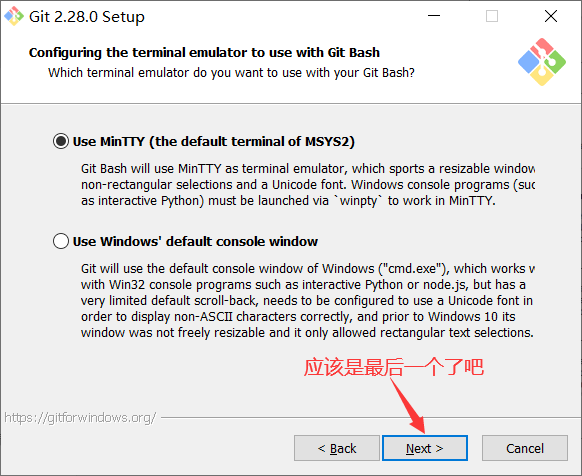 Git 2.28.0 Setup
Configuring the terminal emulator to use with Git Bash
Which terminal emulator do you want to use with your Git Bash?
Use MinTTY (the default terminal of MSYS2)
Git Bash will use MinTTY as terminal emulator, which sports a resizable window
non-rectangular selections and a Unicode font. Windows console programs (suc
as interactive Python) must be launched via `winpty` to work in MinTTY.
Use Windows' default console window
Git will use the default console window of Windows ("cmd.exe"), which works w
with Win32 console programs such as interactive Python or node.js, but has a
very limited default scroll-back, needs to be configured to use a Unicode font in
order to display non-ASCII characters correctly, and prior to Windows 10 its
window was not freely resizable and it only allowed rectangular text selections.
应该是最后一个了吧
https://gitforwindows.org/
< Back
Next >
Cancel